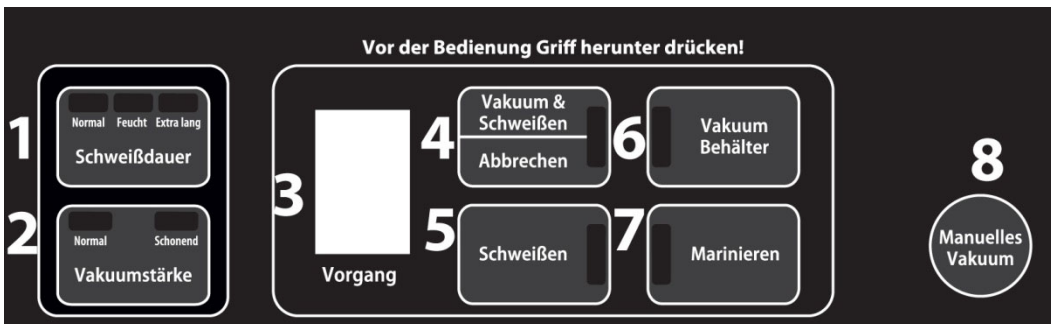 Vor der Bedienung Griff herunter drücken!
1
Normal Feucht Extra lang
Schweißdauer
2
Normal Schonend
Vakuumstärke
3
Vorgang
4
Vakuum &
Schweißen
Abbrechen
5
Schweißen
6
Vakuum
Behälter
7
Marinieren
8
Manuelles
Vakuum